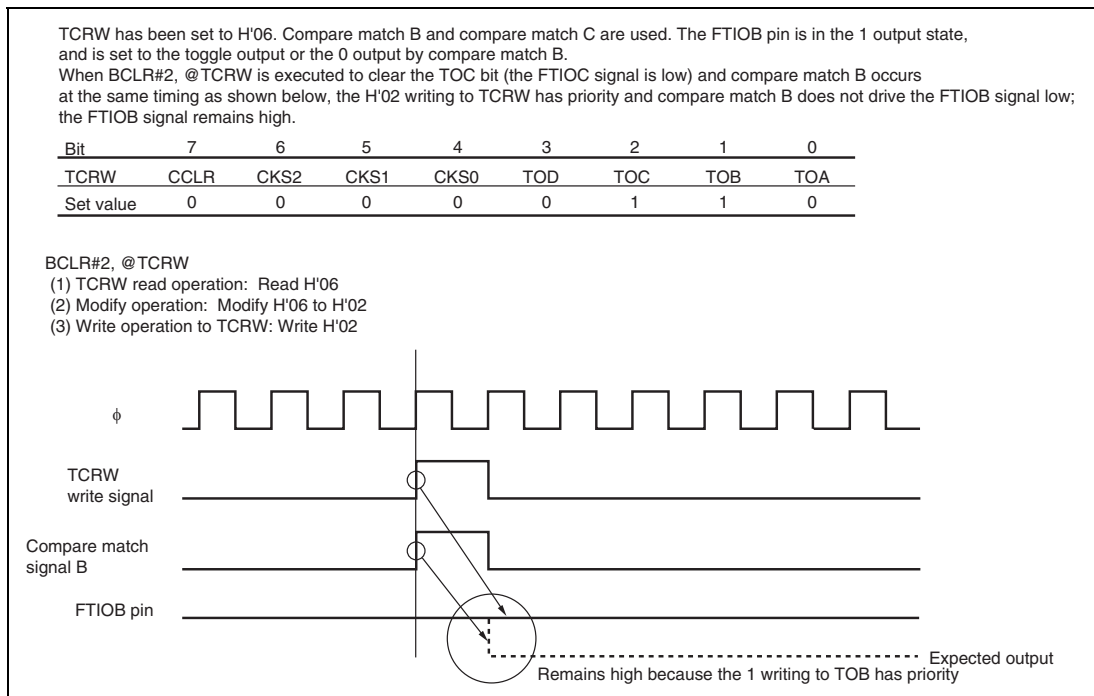 TCRW has been set to H'06. Compare match B and compare match C are used. The FTIOB pin is in the 1 output state,
and is set to the toggle output or the 0 output by compare match B.
When BCLR#2, @TCRW is executed to clear the TOC bit (the FTIOC signal is low) and compare match B occurs
at the same timing as shown below, the H'02 writing to TCRW has priority and compare match B does not drive the FTIOB signal low;
the FTIOB signal remains high.
Bit 7 6 5 4 3 2 1 0
TCRW CCLR CKS2 CKS1 CKS0 TOD TOC TOB TOA
Set value 0 0 0 0 0 1 1 0
BCLR#2, @TCRW
(1) TCRW read operation: Read H'06
(2) Modify operation: Modify H'06 to H'02
(3) Write operation to TCRW: Write H'02
ϕ
TCRW
write signal
Compare match
signal B
FTIOB pin
Expected output
Remains high because the 1 writing to TOB has priority